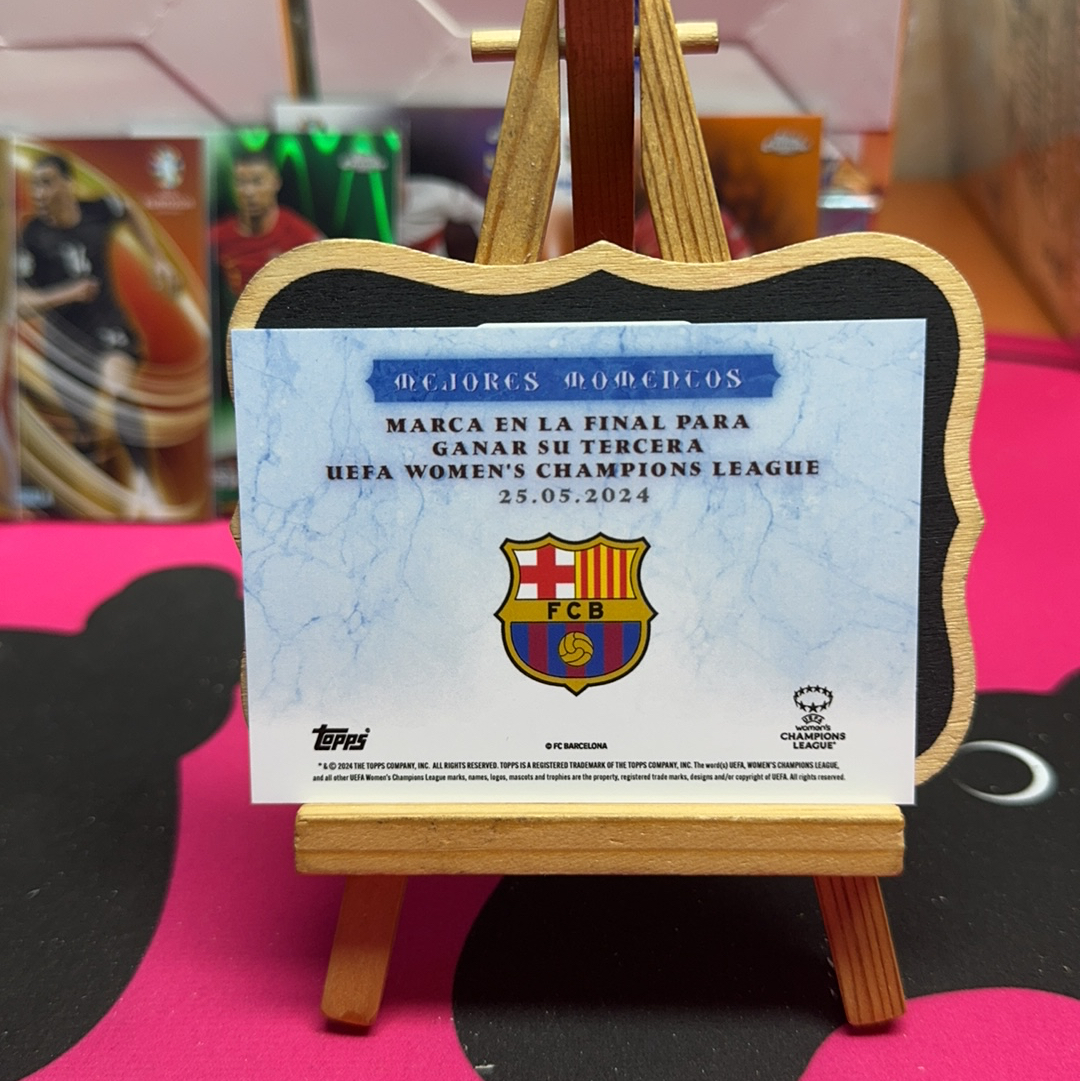 MEJORES MOMENTOS
MARCA EN LA FINAL PARA
GANAR SU TERCERA
UEFA WOMEN'S CHAMPIONS LEAGUE
25.05.2024
FCB
topps®
© FC BARCELONA
UEFA
women's
CHAMPIONS
LEAGUE®
® & © 2024 THE TOPPS COMPANY, INC. ALL RIGHTS RESERVED. TOPPS IS A REGISTERED TRADEMARK OF THE TOPPS COMPANY, INC. The word(s) UEFA, WOMEN'S CHAMPIONS LEAGUE,
and all other UEFA Women's Champions League marks, names, logos, mascots and trophies are the property, registered trade marks, designs and/or copyright of UEFA. All rights reserved.